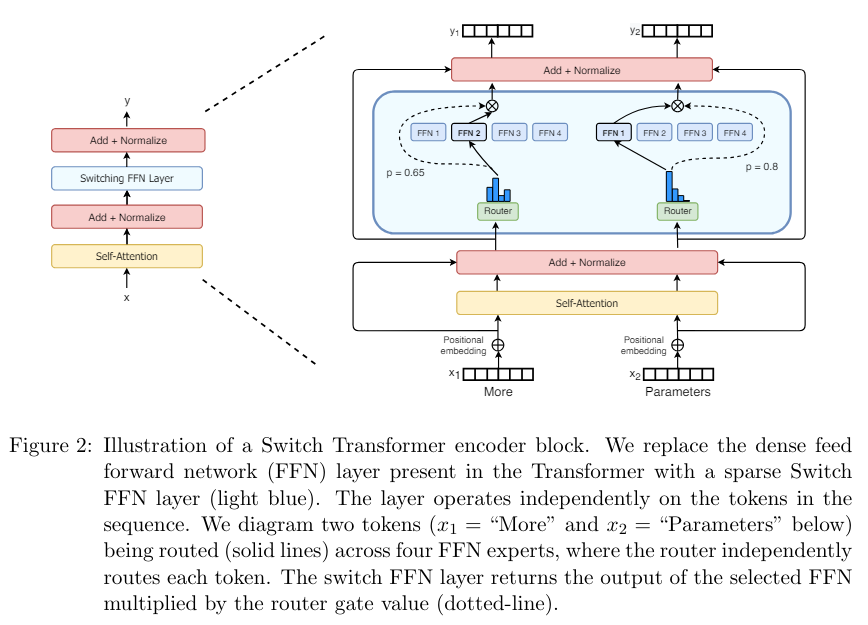 y
Add + Normalize
Switching FFN Layer
Add + Normalize
Self-Attention
x
y1 y2
Add + Normalize
FFN 1 FFN 2 FFN 3 FFN 4 FFN 1 FFN 2 FFN 3 FFN 4
p = 0.65 p = 0.8
Router Router
Add + Normalize
Self-Attention
Positional embedding Positional embedding
x1 x2
More Parameters
Figure 2: Illustration of a Switch Transformer encoder block. We replace the dense feed
forward network (FFN) layer present in the Transformer with a sparse Switch
FFN layer (light blue). The layer operates independently on the tokens in the
sequence. We diagram two tokens (x1 = “More” and x2 = “Parameters” below)
being routed (solid lines) across four FFN experts, where the router independently
routes each token. The switch FFN layer returns the output of the selected FFN
multiplied by the router gate value (dotted-line).